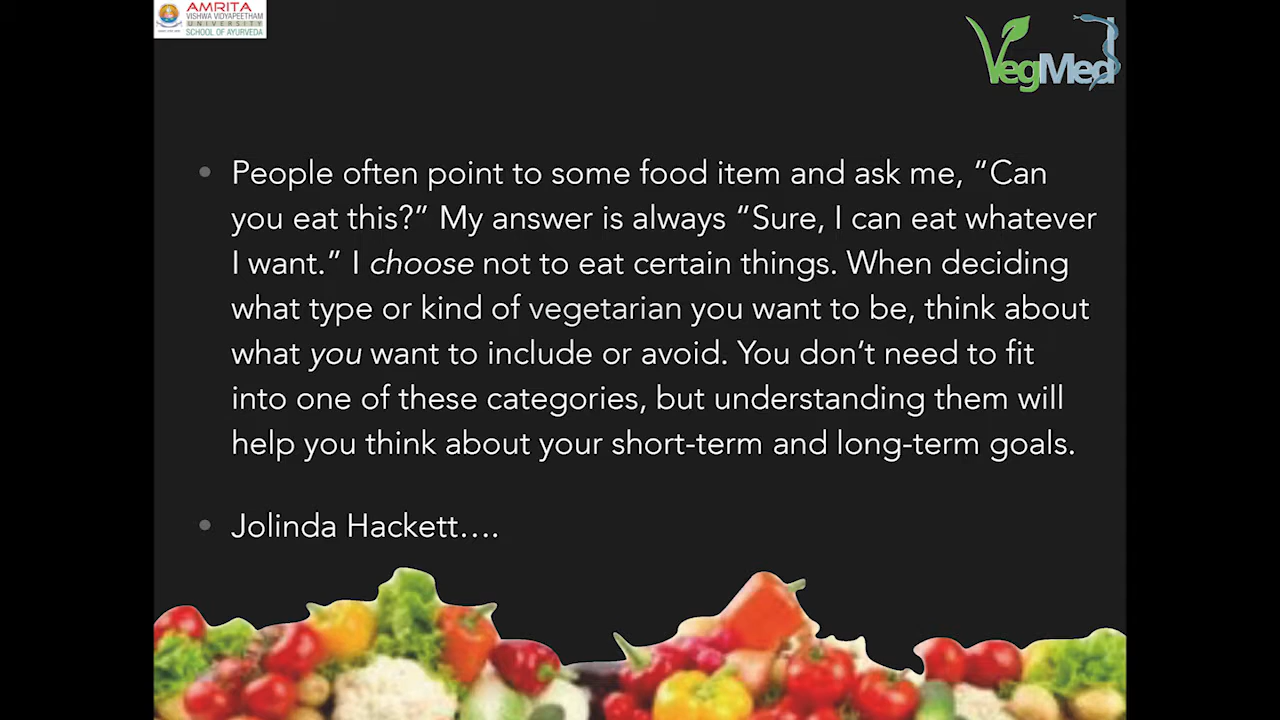 AMRITA
VISHWA VIDYAPEETHAM
UNIVERSITY
SCHOOL OF AYURVEDA
VegMed
• People often point to some food item and ask me, “Can
you eat this?” My answer is always “Sure, I can eat whatever
I want.” I choose not to eat certain things. When deciding
what type or kind of vegetarian you want to be, think about
what you want to include or avoid. You don’t need to fit
into one of these categories, but understanding them will
help you think about your short-term and long-term goals.
• Jolinda Hackett….